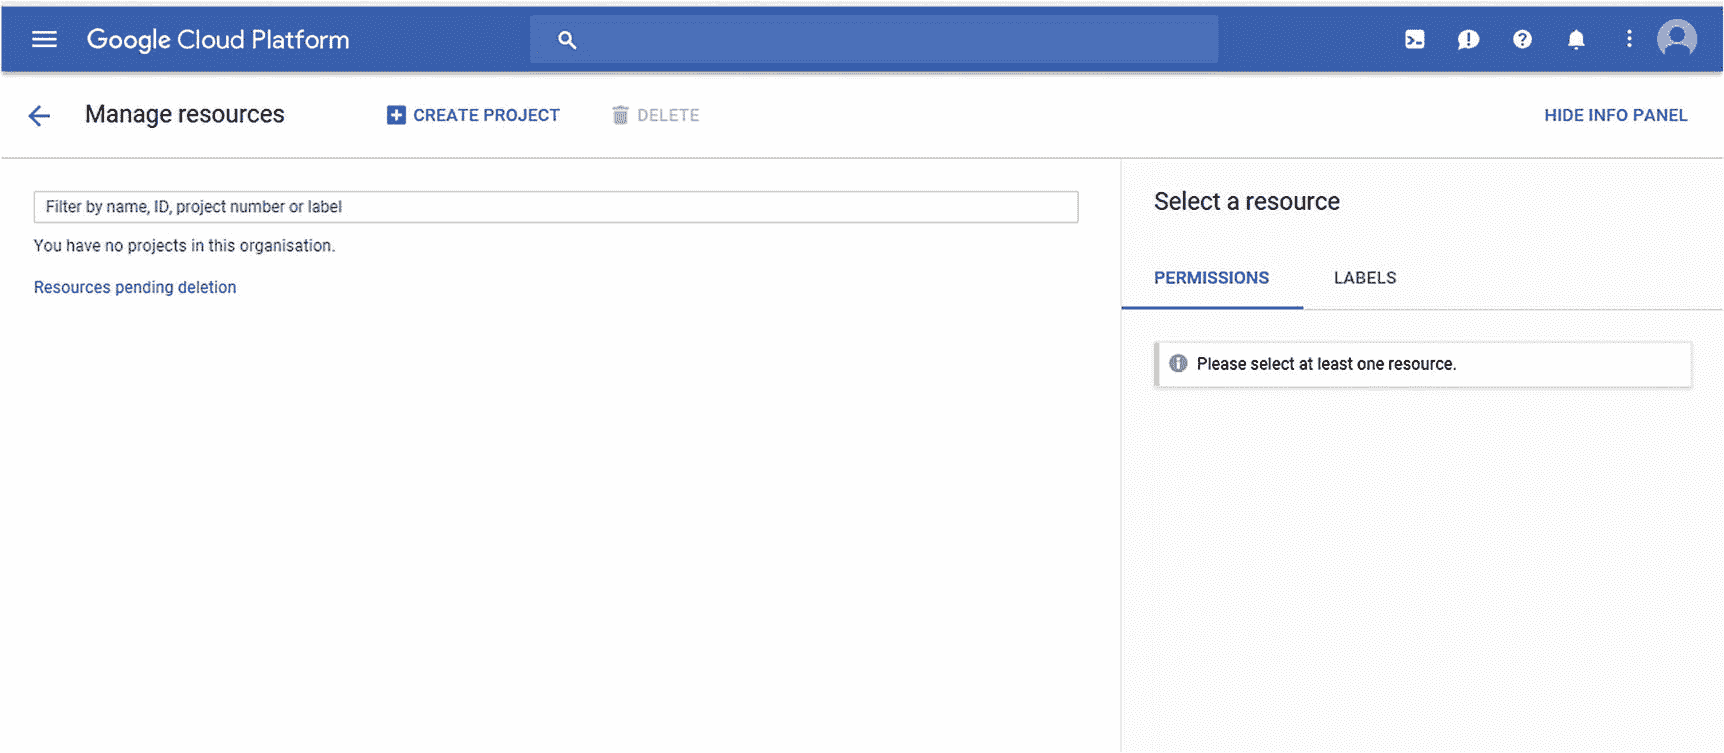 Google Cloud Platform
Manage resources
CREATE PROJECT
DELETE
HIDE INFO PANEL
Filter by name, ID, project number or label
You have no projects in this organisation.
Resources pending deletion
Select a resource
PERMISSIONS
LABELS
Please select at least one resource.